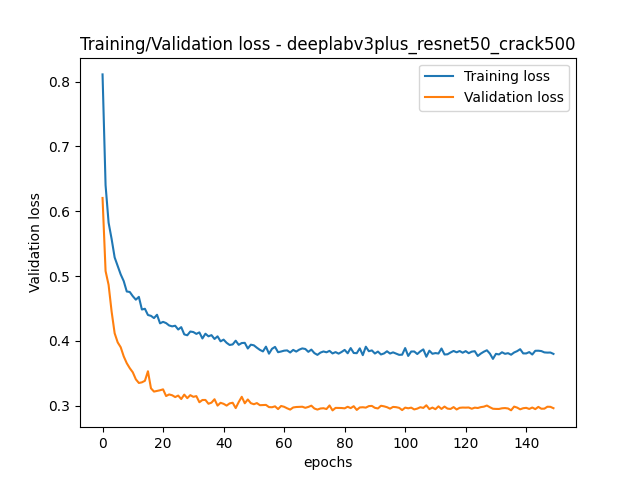 Training/Validation loss - deeplabv3plus_resnet50_crack500
Training loss
Validation loss
Validation loss
0.8
0.7
0.6
0.5
0.4
0.3
0 20 40 60 80 100 120 140
epochs